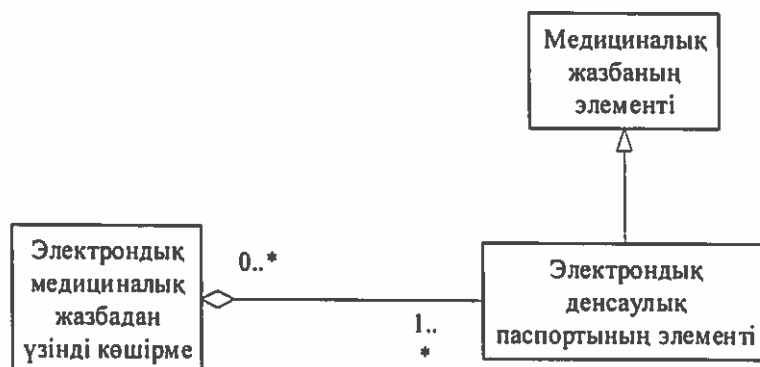 Медициналық
жазбаның
элементі
Электрондық
медициналық
жазбадан
үзінді көшірме
0..*
1..
*
Электрондық
денсаулық
паспортының элементі